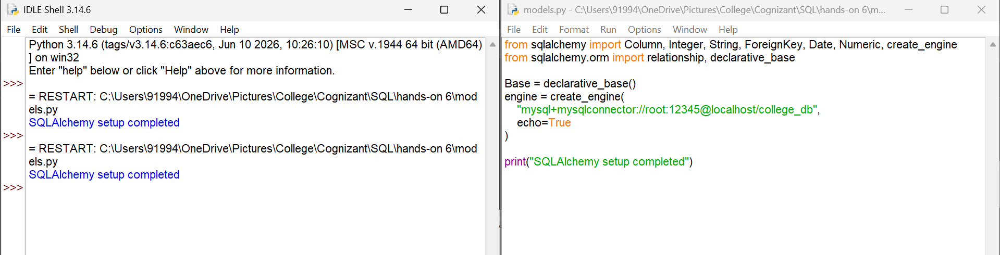 IDLE Shell 3.14.6
File Edit Shell Debug Options Window Help
Python 3.14.6 (tags/v3.14.6:c63aec6, Jun 10 2026, 10:26:10) [MSC v.1944 64 bit (AMD64)
] on win32
Enter "help" below or click "Help" above for more information.
>>>
= RESTART: C:\Users\91994\OneDrive\Pictures\College\Cognizant\SQL\hands-on 6\mod
els.py
SQLAlchemy setup completed
>>>
= RESTART: C:\Users\91994\OneDrive\Pictures\College\Cognizant\SQL\hands-on 6\mod
els.py
SQLAlchemy setup completed
>>>
models.py - C:\Users\91994\OneDrive\Pictures\College\Cognizant\SQL\hands-on 6\m...
File Edit Format Run Options Window Help
from sqlalchemy import Column, Integer, String, ForeignKey, Date, Numeric, create_engine
from sqlalchemy.orm import relationship, declarative_base
Base = declarative_base()
engine = create_engine(
    "mysql+mysqlconnector://root:12345@localhost/college_db",
    echo=True
)
print("SQLAlchemy setup completed")